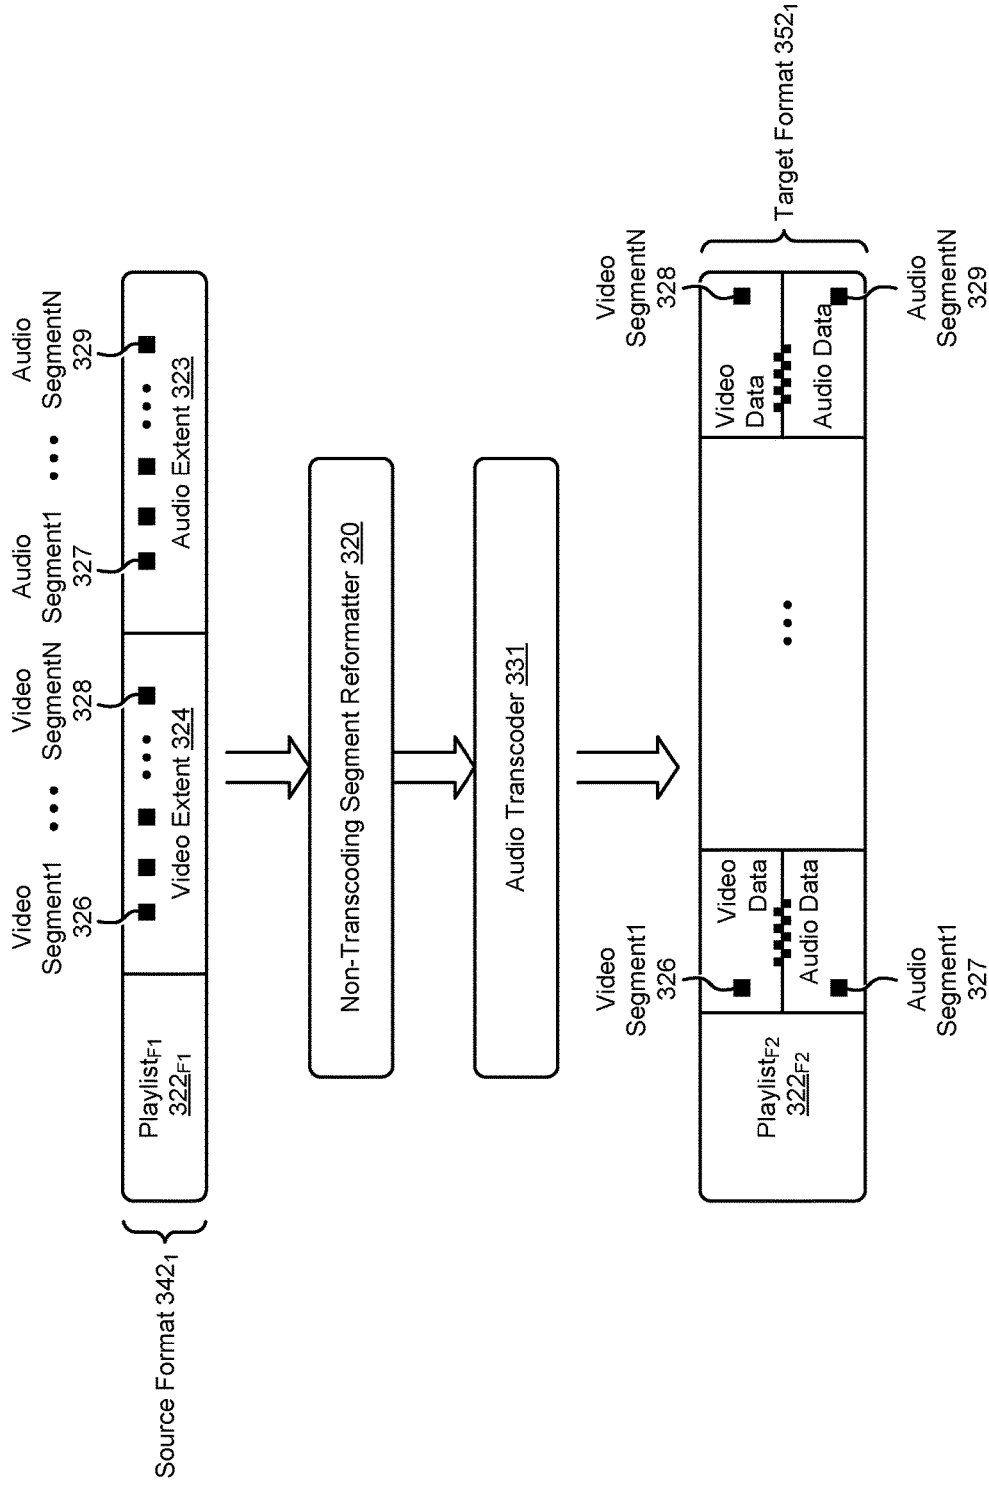 Video
Segment1
326
•••
Video
SegmentN
328
Audio
Segment1
327
•••
Audio
SegmentN
329
Source Format 342₁
Playlist_F1
322_F1
•••
Video Extent 324
•••
Audio Extent 323
Non-Transcoding Segment Reformatter 320
Audio Transcoder 331
Video
Segment1
326
Video
SegmentN
328
Playlist_F2
322_F2
Video
Data
Audio Data
•••
Video
Data
Audio Data
Target Format 352₁
Audio
Segment1
327
Audio
SegmentN
329